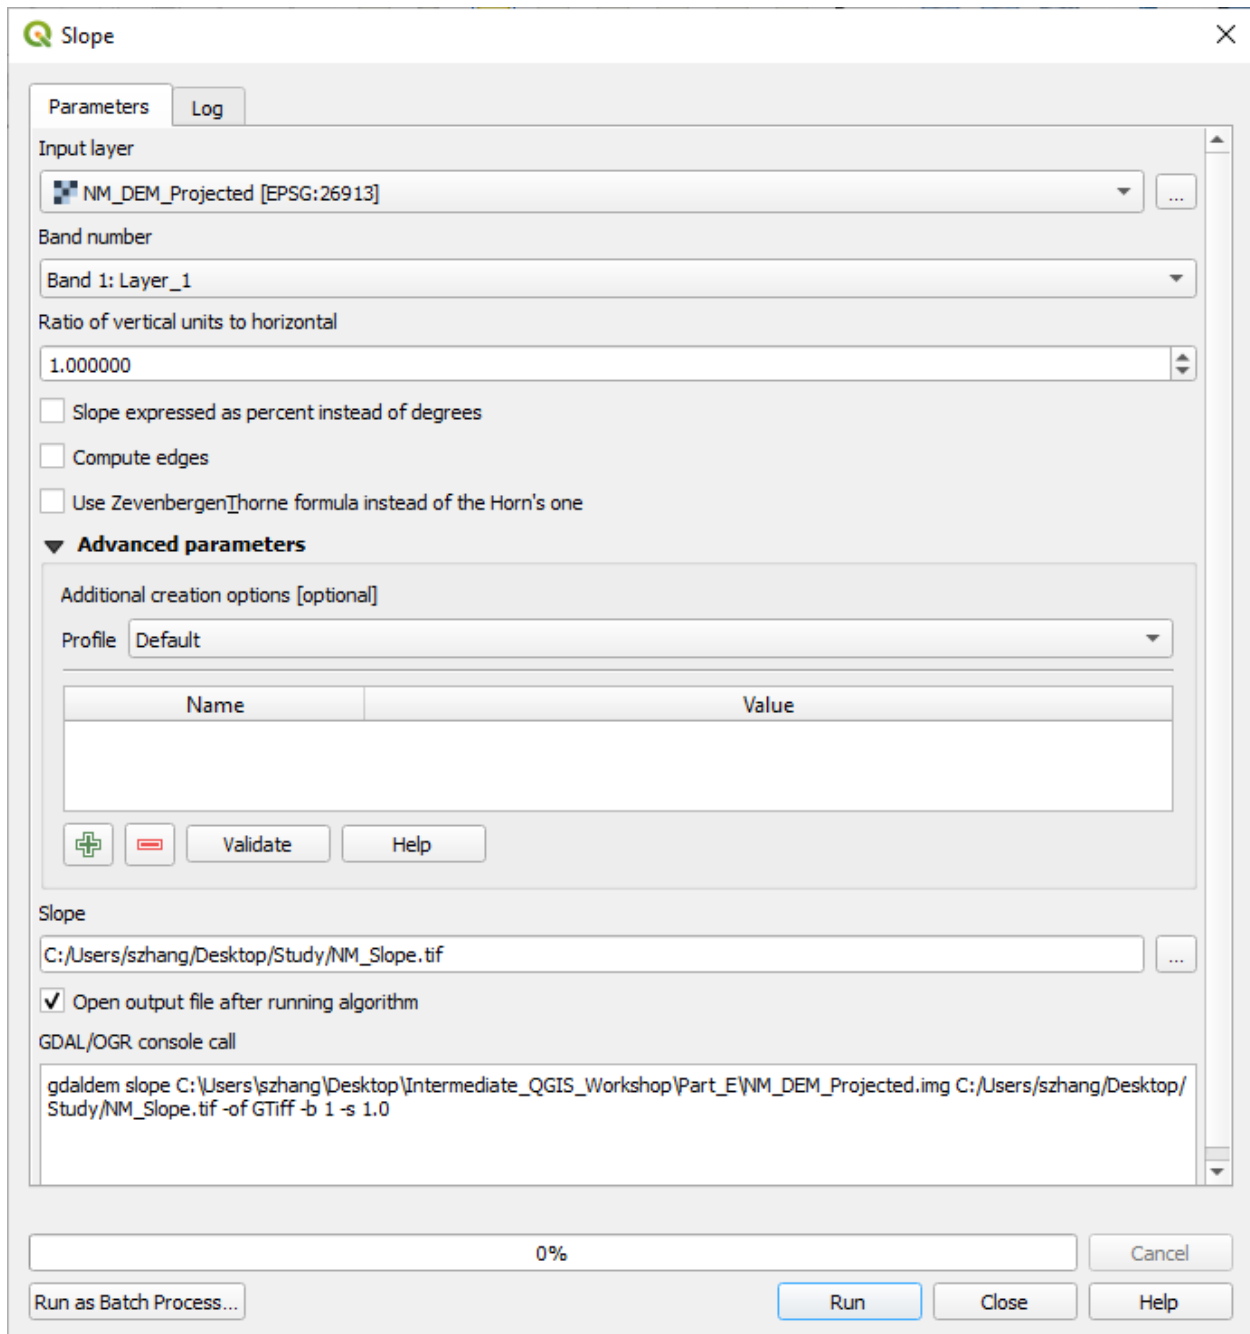 Slope
Parameters
Log
Input layer
NM_DEM_Projected [EPSG:26913]
...
Band number
Band 1: Layer_1
Ratio of vertical units to horizontal
1.000000
Slope expressed as percent instead of degrees
Compute edges
Use ZevenbergenThorne formula instead of the Horn's one
Advanced parameters
Additional creation options [optional]
Profile Default
Name Value
Validate
Help
Slope
C:/Users/szhang/Desktop/Study/NM_Slope.tif
...
Open output file after running algorithm
GDAL/OGR console call
gdaldem slope C:\Users\szhang\Desktop\Intermediate_QGIS_Workshop\Part_E\NM_DEM_Projected.img C:/Users/szhang/Desktop/
Study/NM_Slope.tif -of GTiff -b 1 -s 1.0
0%
Cancel
Run as Batch Process...
Run
Close
Help